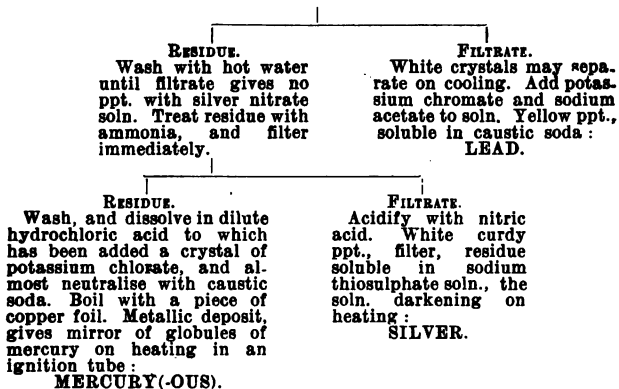 RESIDUE.
Wash with hot water
until filtrate gives no
ppt. with silver nitrate
soln. Treat residue with
ammonia, and filter
immediately.
FILTRATE.
White crystals may sepa-
rate on cooling. Add potas-
sium chromate and sodium
acetate to soln. Yellow ppt.,
soluble in caustic soda :
LEAD.
RESIDUE.
Wash, and dissolve in dilute
hydrochloric acid to which
has been added a crystal of
potassium chlorate, and al-
most neutralise with caustic
soda. Boil with a piece of
copper foil. Metallic deposit,
gives mirror of globules of
mercury on heating in an
ignition tube :
MERCURY(-OUS).
FILTRATE.
Acidify with nitric
acid. White curdy
ppt., filter, residue
soluble in sodium
thiosulphate soln., the
soln. darkening on
heating :
SILVER.